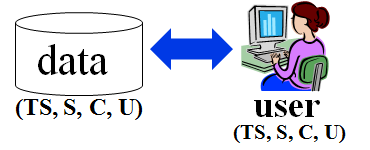 data
(TS, S, C, U)
user
(TS, S, C, U)